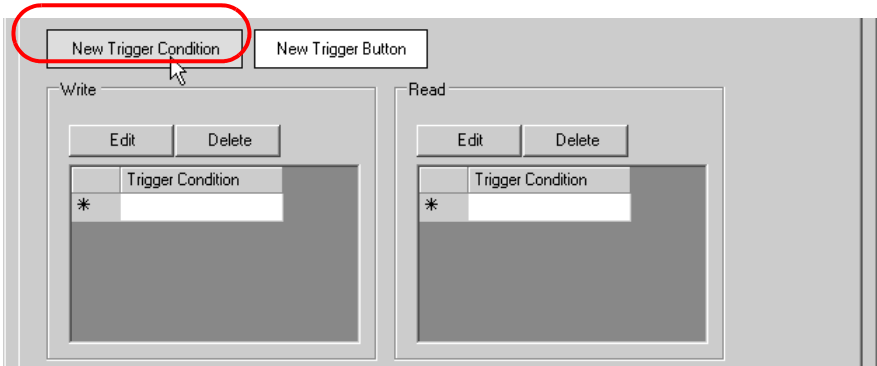 New Trigger Condition New Trigger Button
Write Read
Edit Delete Edit Delete
Trigger Condition Trigger Condition
* *